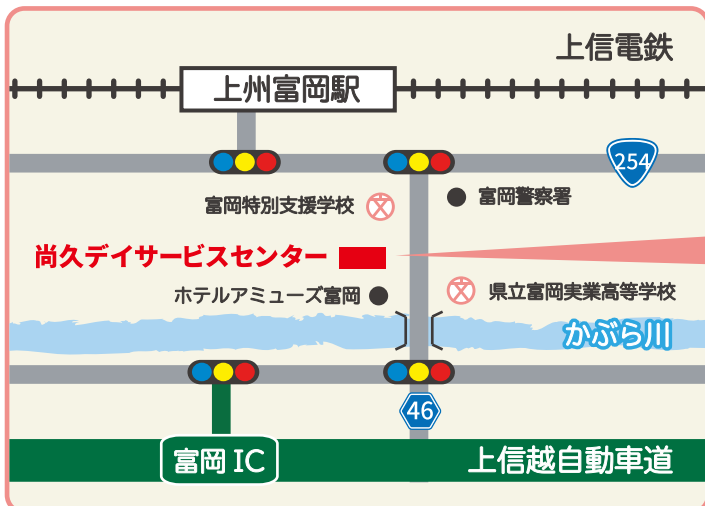 上信電鉄
上州富岡駅
254
富岡特別支援学校
富岡警察署
尚久デイサービスセンター
ホテルアミューズ富岡
県立富岡実業高等学校
かぶら川
46
富岡 IC
上信越自動車道